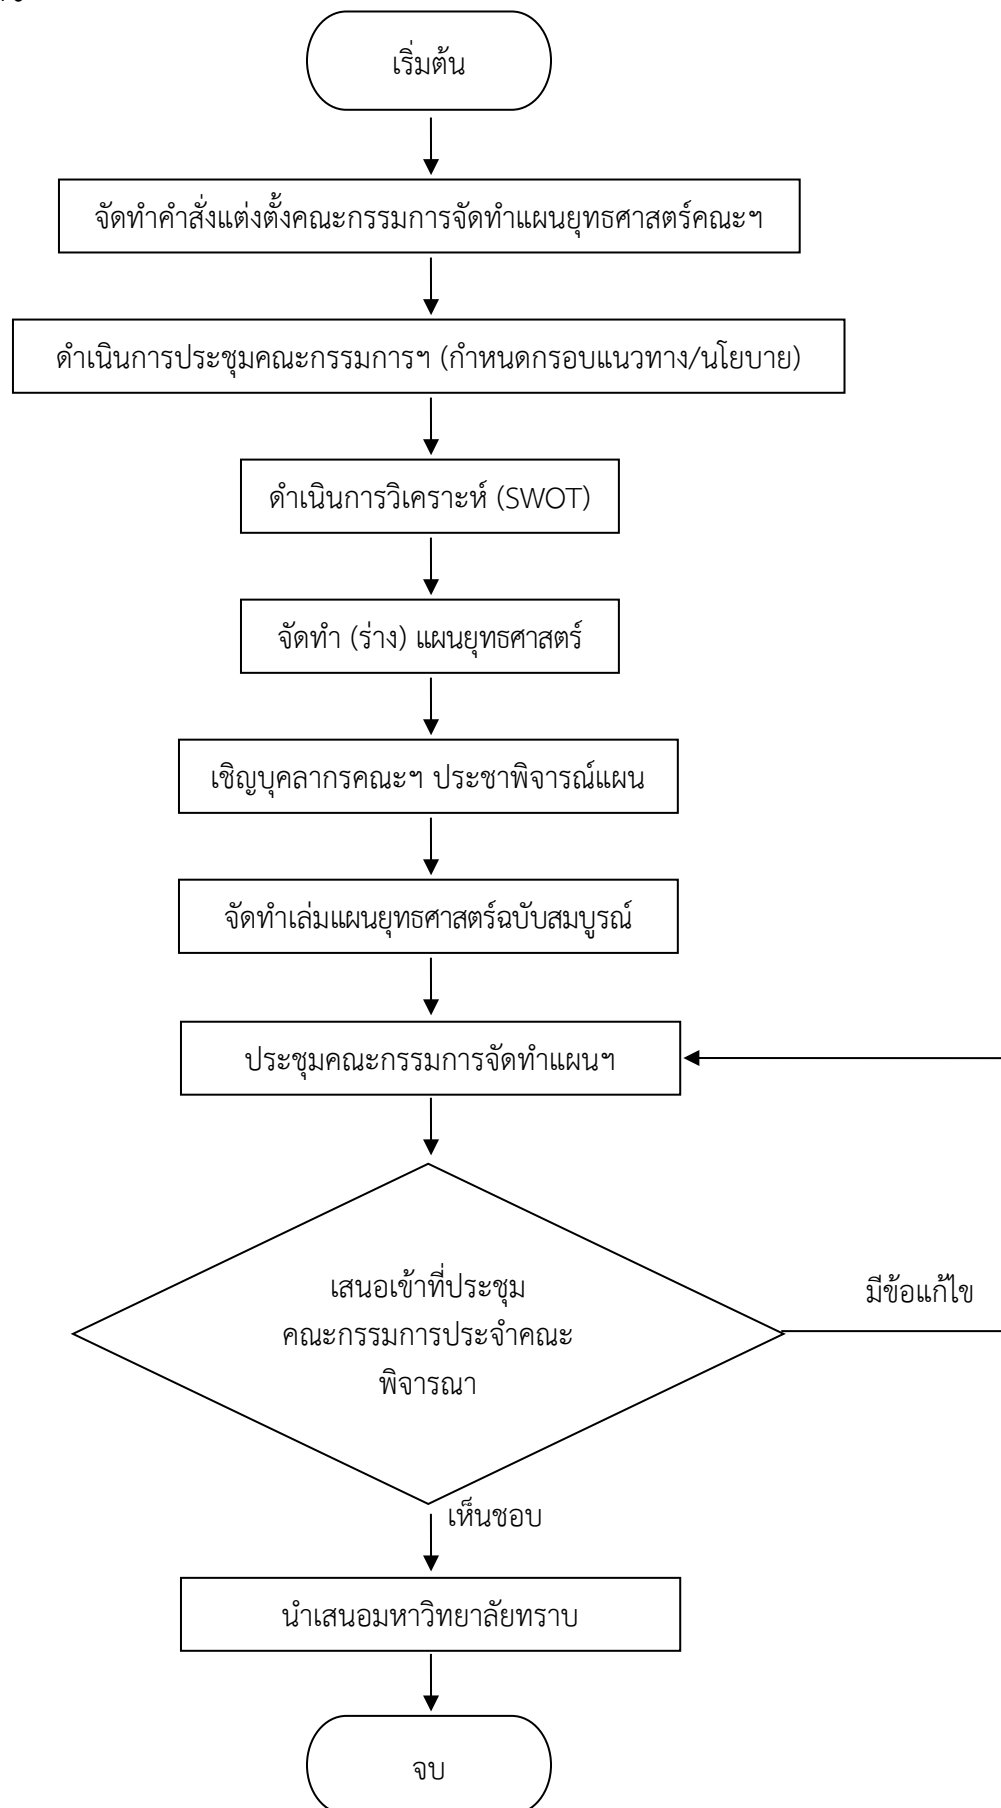 เริ่มต้น
จัดทำคำสั่งแต่งตั้งคณะกรรมการจัดทำแผนยุทธศาสตร์คณะฯ
ดำเนินการประชุมคณะกรรมการฯ (กำหนดกรอบแนวทาง/นโยบาย)
ดำเนินการวิเคราะห์ (SWOT)
จัดทำ (ร่าง) แผนยุทธศาสตร์
เชิญบุคลากรคณะฯ ประชาพิจารณ์แผน
จัดทำเล่มแผนยุทธศาสตร์ฉบับสมบูรณ์
ประชุมคณะกรรมการจัดทำแผนฯ
เสนอเข้าที่ประชุม
คณะกรรมการประจำคณะ
พิจารณา
มีข้อแก้ไข
เห็นชอบ
นำเสนอมหาวิทยาลัยทราบ
จบ